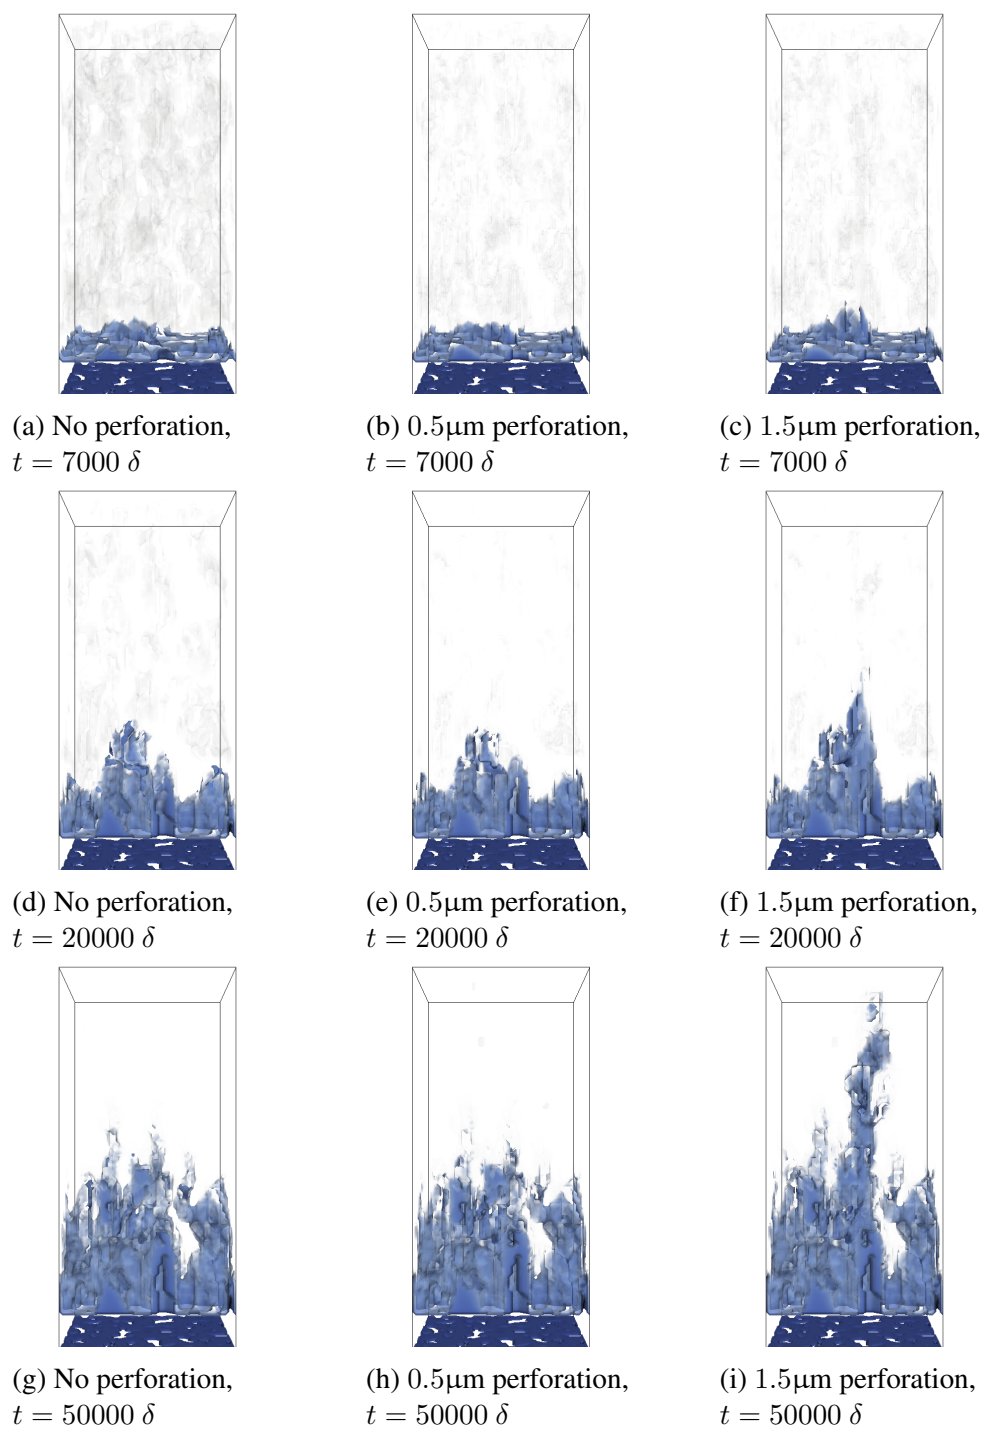 (a) No perforation,
t = 7000 δ
(b) 0.5µm perforation,
t = 7000 δ
(c) 1.5µm perforation,
t = 7000 δ
(d) No perforation,
t = 20000 δ
(e) 0.5µm perforation,
t = 20000 δ
(f) 1.5µm perforation,
t = 20000 δ
(g) No perforation,
t = 50000 δ
(h) 0.5µm perforation,
t = 50000 δ
(i) 1.5µm perforation,
t = 50000 δ